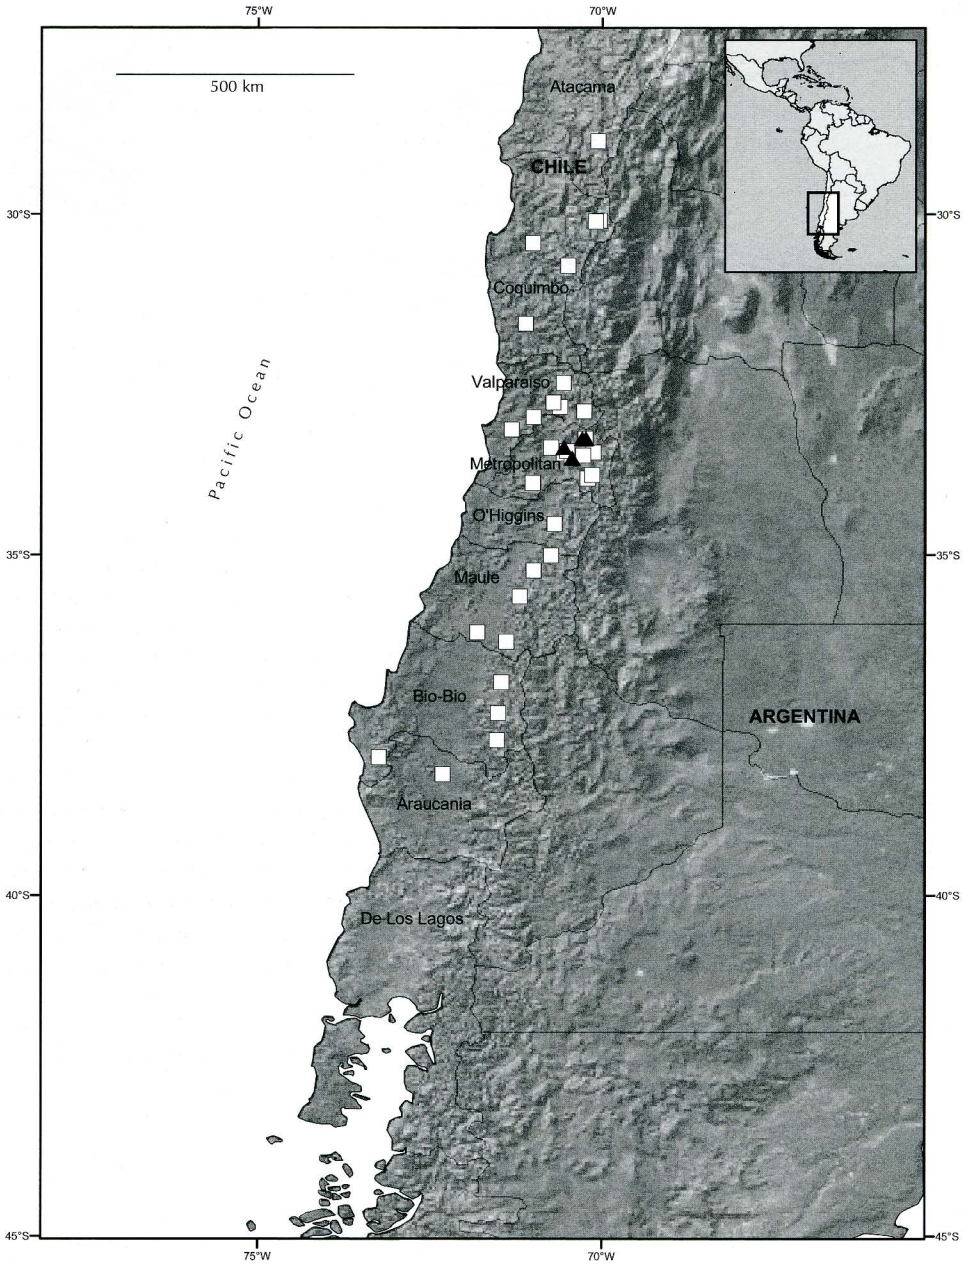 75°W
70°W
500 km
Atacama
CHILE
30°S
30°S
Coquimbo
Pacific Ocean
Valparaiso
Metropolitan
O'Higgins
35°S
35°S
Maule
Bio-Bio
ARGENTINA
Araucania
40°S
40°S
De Los Lagos
45°S
45°S
75°W
70°W